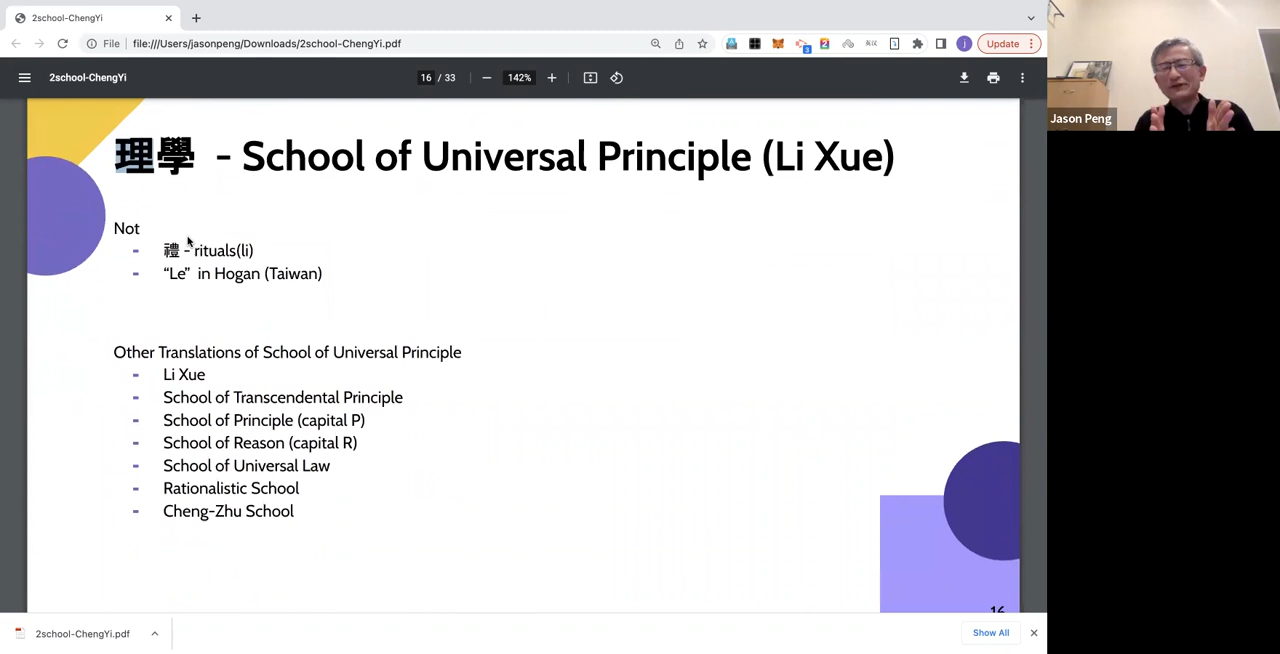 2school-ChengYi
File
file:///Users/jasonpeng/Downloads/2school-ChengYi.pdf
Update
2school-ChengYi
16 / 33
142%
Jason Peng
理學 - School of Universal Principle (Li Xue)
Not
- 禮 - rituals(li)
- “Le” in Hogan (Taiwan)
Other Translations of School of Universal Principle
- Li Xue
- School of Transcendental Principle
- School of Principle (capital P)
- School of Reason (capital R)
- School of Universal Law
- Rationalistic School
- Cheng-Zhu School
16
2school-ChengYi.pdf
Show All